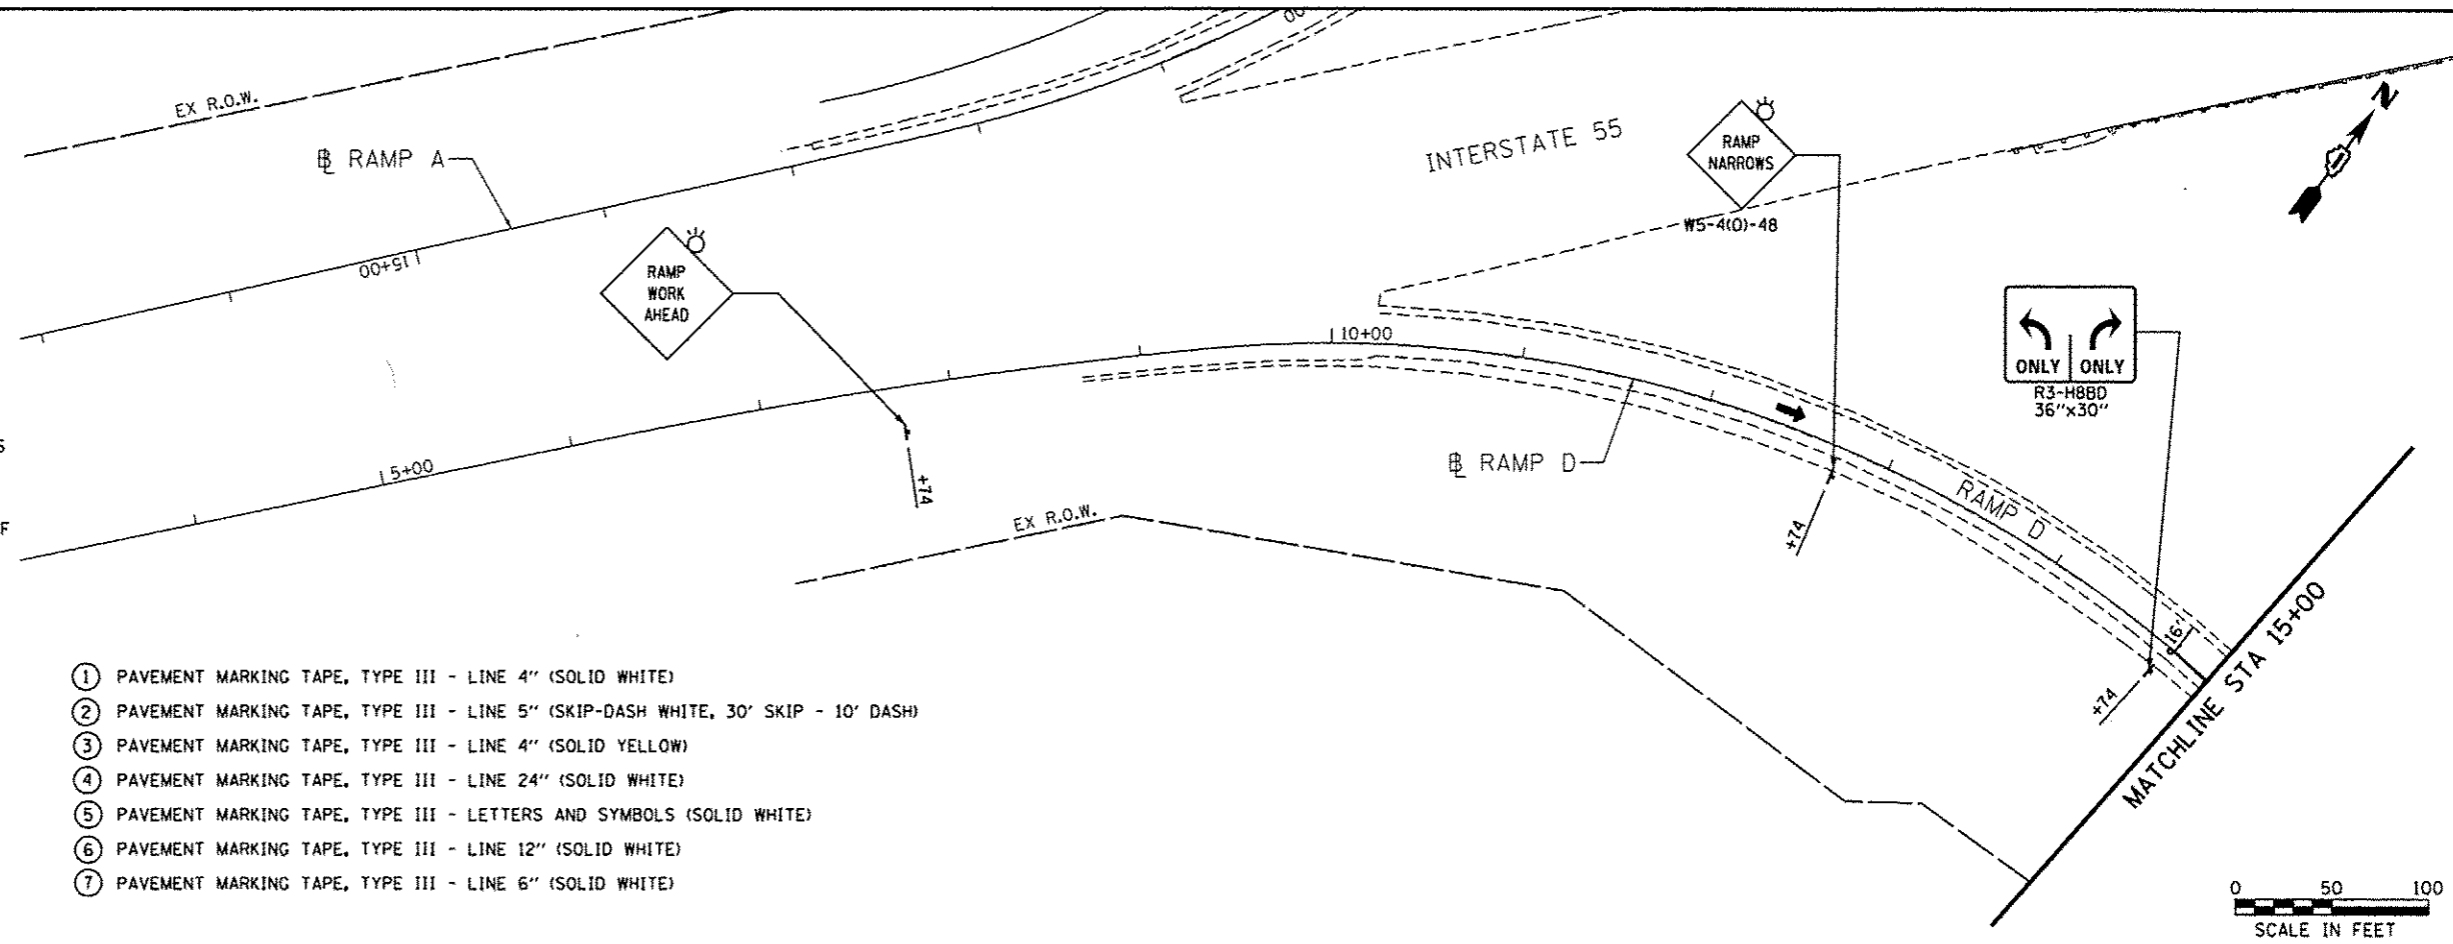 EX R.O.W.
℄ RAMP A
15+00
00
INTERSTATE 55
RAMP
NARROWS
W5-4(O)-48
N
RAMP
WORK
AHEAD
10+00
ONLY ONLY
R3-H8BD
36"x30"
S
5+00
+74
℄ RAMP D
+74
RAMP D
F
EX R.O.W.
16'
+74
MATCHLINE STA 15+00
1 PAVEMENT MARKING TAPE, TYPE III - LINE 4" (SOLID WHITE)
2 PAVEMENT MARKING TAPE, TYPE III - LINE 5" (SKIP-DASH WHITE, 30' SKIP - 10' DASH)
3 PAVEMENT MARKING TAPE, TYPE III - LINE 4" (SOLID YELLOW)
4 PAVEMENT MARKING TAPE, TYPE III - LINE 24" (SOLID WHITE)
5 PAVEMENT MARKING TAPE, TYPE III - LETTERS AND SYMBOLS (SOLID WHITE)
6 PAVEMENT MARKING TAPE, TYPE III - LINE 12" (SOLID WHITE)
7 PAVEMENT MARKING TAPE, TYPE III - LINE 6" (SOLID WHITE)
0 50 100
SCALE IN FEET